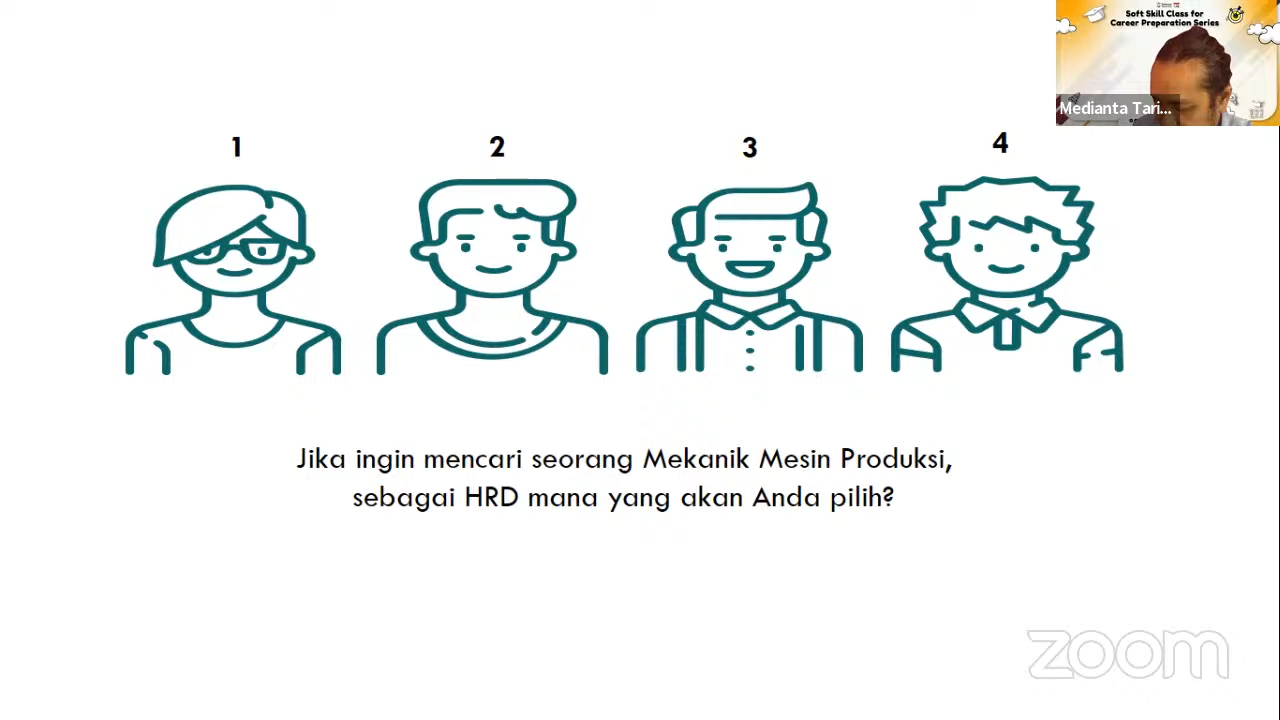 Soft Skill Class for
Career Preparation Series
Medianta Tari...
1 2 3 4
Jika ingin mencari seorang Mekanik Mesin Produksi,
sebagai HRD mana yang akan Anda pilih?
zoom